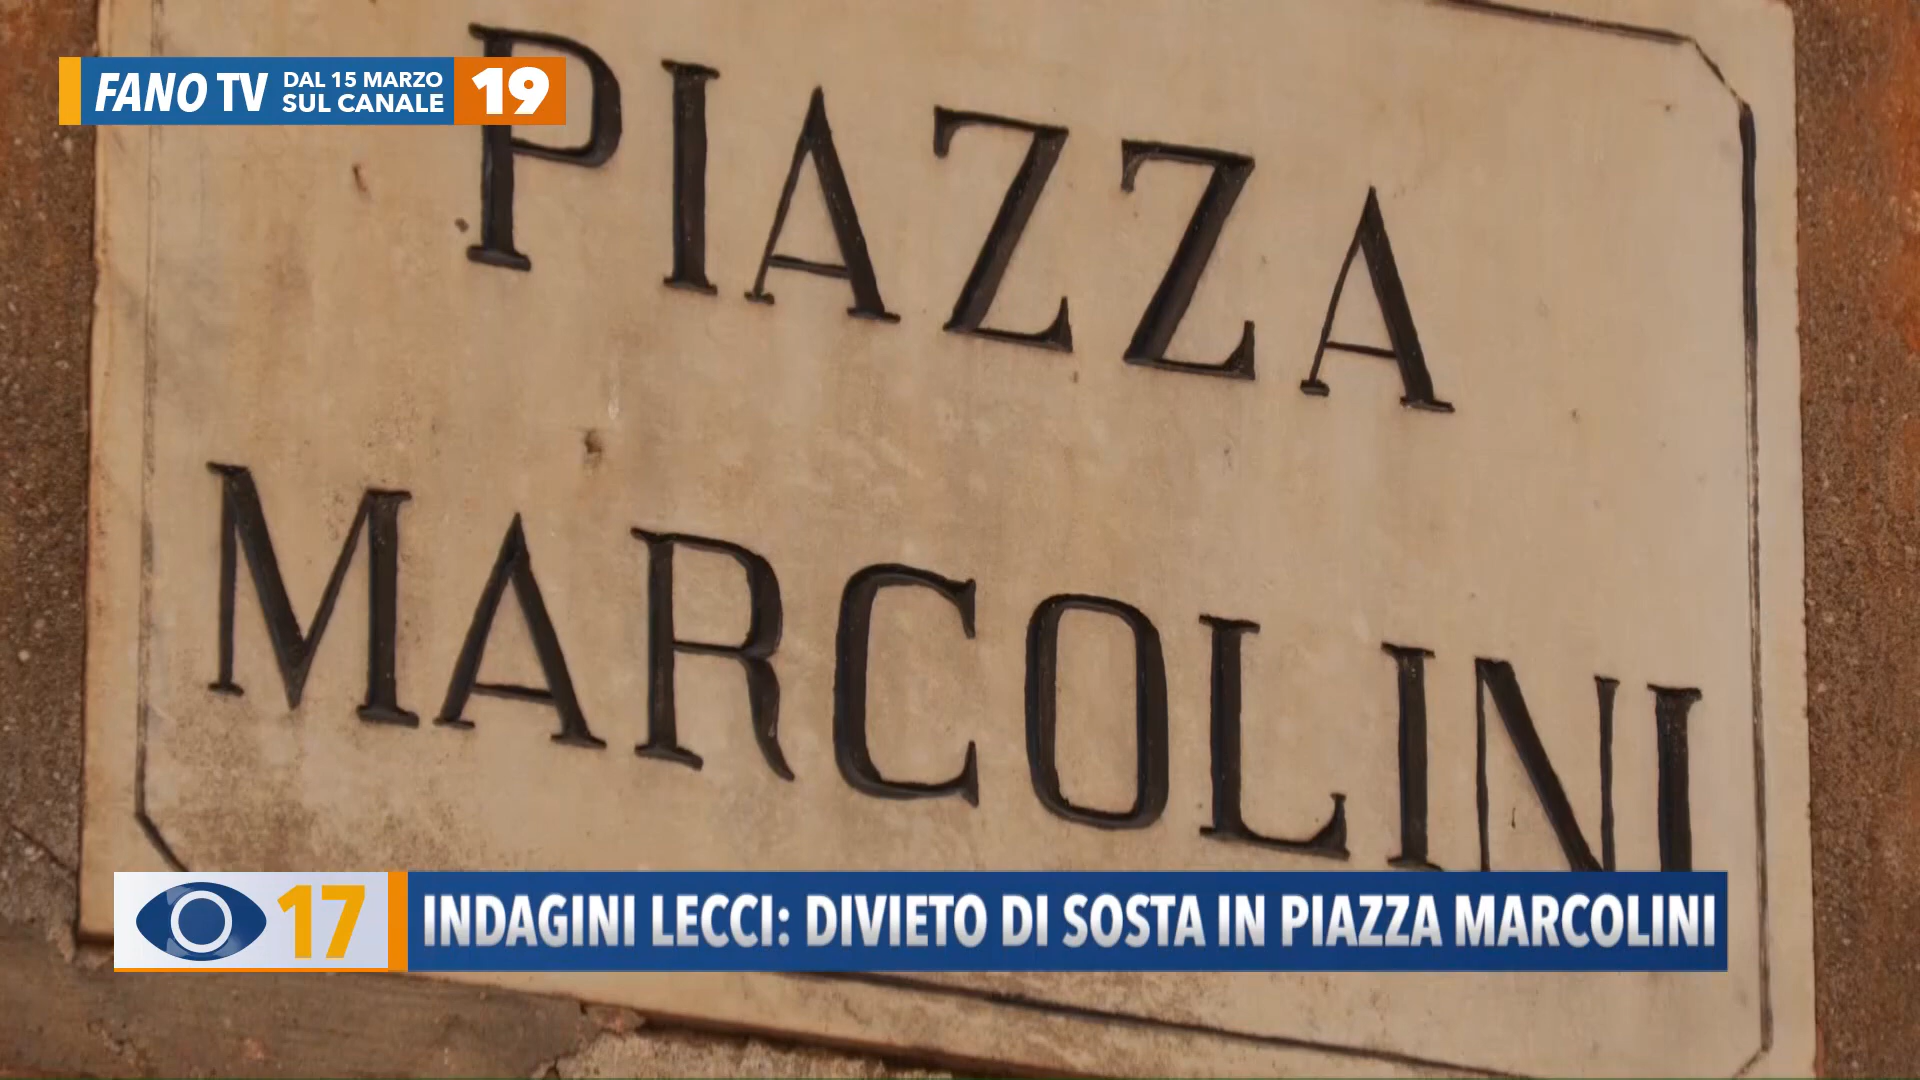 FANO TV DAL 15 MARZO
SUL CANALE 19
PIAZZA
MARCOLINI
17 INDAGINI LECCI: DIVIETO DI SOSTA IN PIAZZA MARCOLINI